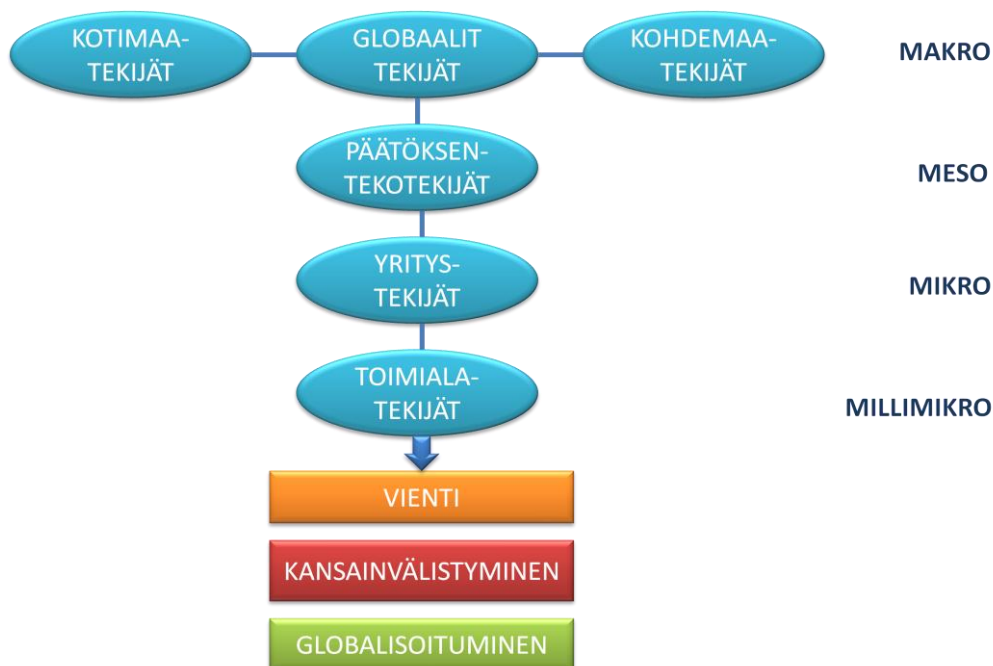 KOTIMAA-
TEKIJÄT
GLOBAALIT
TEKIJÄT
KOHDEMAA-
TEKIJÄT
MAKRO
PÄÄTÖKSEN-
TEKOTEKIJÄT
MESO
YRITYS-
TEKIJÄT
MIKRO
TOIMIALA-
TEKIJÄT
MILLIMIKRO
VIENTI
KANSAINVÄLISTYMINEN
GLOBALISOITUMINEN